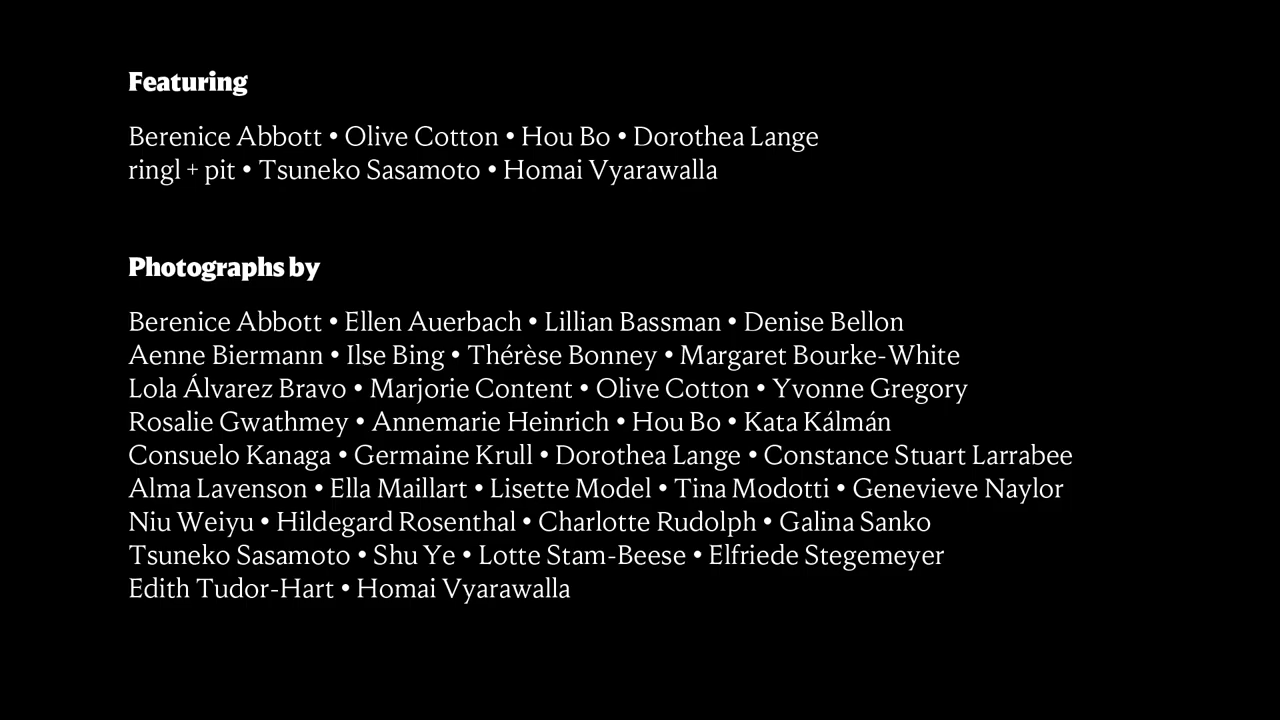 Featuring
Berenice Abbott • Olive Cotton • Hou Bo • Dorothea Lange
ringl + pit • Tsuneko Sasamoto • Homai Vyarawalla
Photographs by
Berenice Abbott • Ellen Auerbach • Lillian Bassman • Denise Bellon
Aenne Biermann • Ilse Bing • Thérèse Bonney • Margaret Bourke-White
Lola Álvarez Bravo • Marjorie Content • Olive Cotton • Yvonne Gregory
Rosalie Gwathmey • Annemarie Heinrich • Hou Bo • Kata Kálmán
Consuelo Kanaga • Germaine Krull • Dorothea Lange • Constance Stuart Larrabee
Alma Lavenson • Ella Maillart • Lisette Model • Tina Modotti • Genevieve Naylor
Niu Weiyu • Hildegard Rosenthal • Charlotte Rudolph • Galina Sanko
Tsuneko Sasamoto • Shu Ye • Lotte Stam-Beese • Elfriede Stegemeyer
Edith Tudor-Hart • Homai Vyarawalla